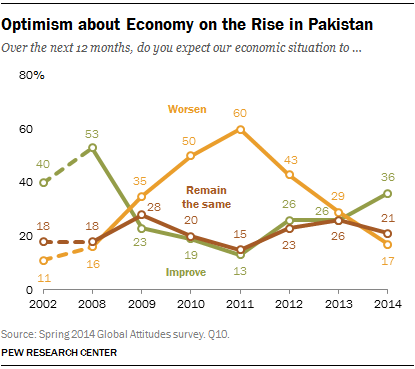 Optimism about Economy on the Rise in Pakistan
Over the next 12 months, do you expect our economic situation to ...
80%
60
40
20
0
Worsen
Remain
the same
Improve
40 53 23 19 13 26 26 36
11 16 35 50 60 43 29 17
18 18 28 20 15 23 26 21
2002 2008 2009 2010 2011 2012 2013 2014
Source: Spring 2014 Global Attitudes survey. Q10.
PEW RESEARCH CENTER